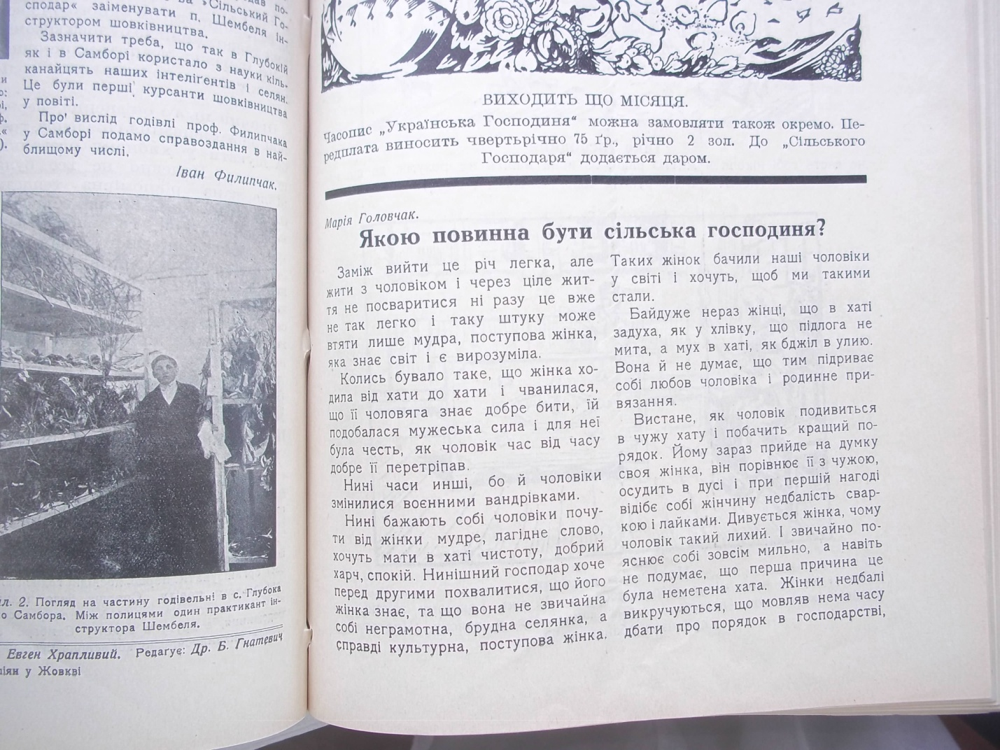 сподар« заіменувати п. Шембеля ін-
структором шовківництва.
Зазначити треба, що так в Глубокій
як і в Самборі користало з науки кіль-
канайцять наших інтеліґентів і селян.
Це були перші курсанти шовківництва
у повіті.
Про' вислід годівлі проф. Филипчака
у Самборі подамо справоздання в най-
блищому числі.
Іван Филипчак.
2. Погляд на частину годівельні в с. Глубока
Самбора. Між полицями один практикант ін-
структора Шембеля.
Евген Храпливий. Редаґує: Др. Б. Гнатевич
у Жовкві
ВИХОДИТЬ ЩО МІСЯЦЯ.
Часопис „Українська Господиня“ можна замовляти також окремо. Пе-
редплата виносить чвертьрічно 75 ґр., річно 2 зол. До „Сільського
Господаря“ додається даром.
Марія Головчак.
Якою повинна бути сільська господиня?
Заміж вийти це річ легка, але
жити з чоловіком і через ціле жит-
тя не посваритися ні разу це вже
не так легко і таку штуку може
втяти лише мудра, поступова жінка,
яка знає світ і є вирозуміла.
Колись бувало таке, що жінка хо-
дила від хати до хати і чванилася,
що її чоловяга знає добре бити, їй
подобалася мужеська сила і для неї
була честь, як чоловік час від часу
добре її перетріпав.
Нині часи инші, бо й чоловіки
змінилися воєнними вандрівками.
Нині бажають собі чоловіки почу-
ти від жінки мудре, лагідне слово,
хочуть мати в хаті чистоту, добрий
харч, спокій. Нинішний господар хоче
перед другими похвалитися, що його
жінка знає, та що вона не звичайна
собі неграмотна, брудна селянка, а
справді культурна, поступова жінка.
Таких жінок бачили наші чоловіки
у світі і хочуть, щоб ми такими
стали.
Байдуже нераз жінці, що в хаті
задуха, як у хлівку, що підлога не
мита, а мух в хаті, як бджіл в улию.
Вона й не думає, що тим підриває
собі любов чоловіка і родинне при-
вязання.
Вистане, як чоловік подивиться
в чужу хату і побачить кращий по-
рядок. Йому зараз прийде на думку
своя жінка, він порівнює її з чужою,
осудить в дусі і при першій нагоді
відібє собі жінчину недбалість свар-
кою і лайками. Дивується жінка, чому
чоловік такий лихий. І звичайно по-
яснює собі зовсім мильно, а навіть
не подумає, що перша причина це
була неметена хата. Жінки недбалі
викручуються, що мовляв нема часу
дбати про порядок в господарстві,